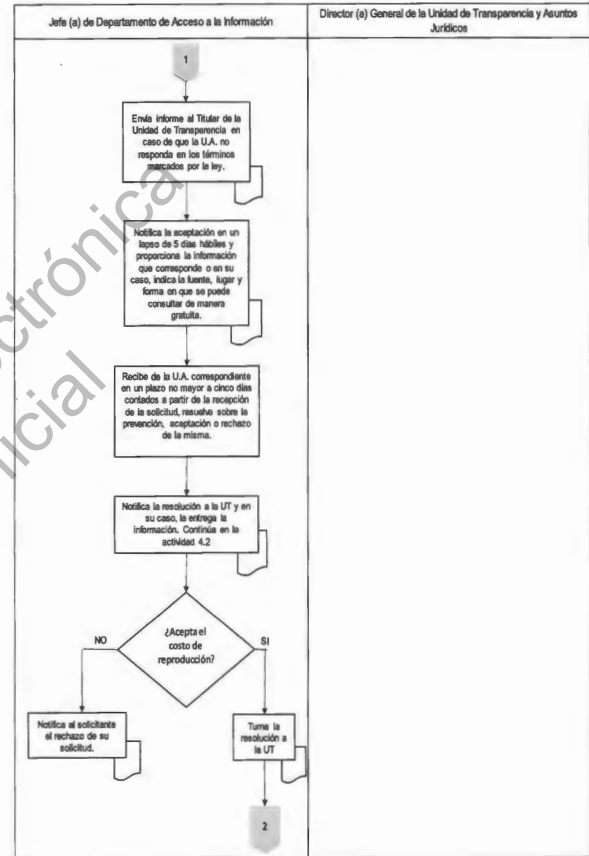 Jefe (a) de Departamento de Acceso a la Información
Director (a) General de la Unidad de Transparencia y Asuntos
Jurídicos
1
Envía informe al Titular de la
Unidad de Transparencia en
caso de que la U.A. no
responda en los términos
marcados por la ley.
Notifica la aceptación en un
lapso de 5 días hábiles y
proporciona la información
que corresponde o en su
caso, indica la fuente, lugar y
forma en que se puede
consultar de manera
gratuita.
Recibe de la U.A. correspondiente
en un plazo no mayor a cinco días
contados a partir de la recepción
de la solicitud, resuelve sobre la
prevención, aceptación o rechazo
de la misma.
Notifica la resolución a la UT y en
su caso, la entrega la
información. Continúa en la
actividad 4.2
¿Acepta el
costo de
reproducción?
NO
SI
Notifica al solicitante
el rechazo de su
solicitud.
Turna la
resolución a
la UT
2
ctrónica
icial